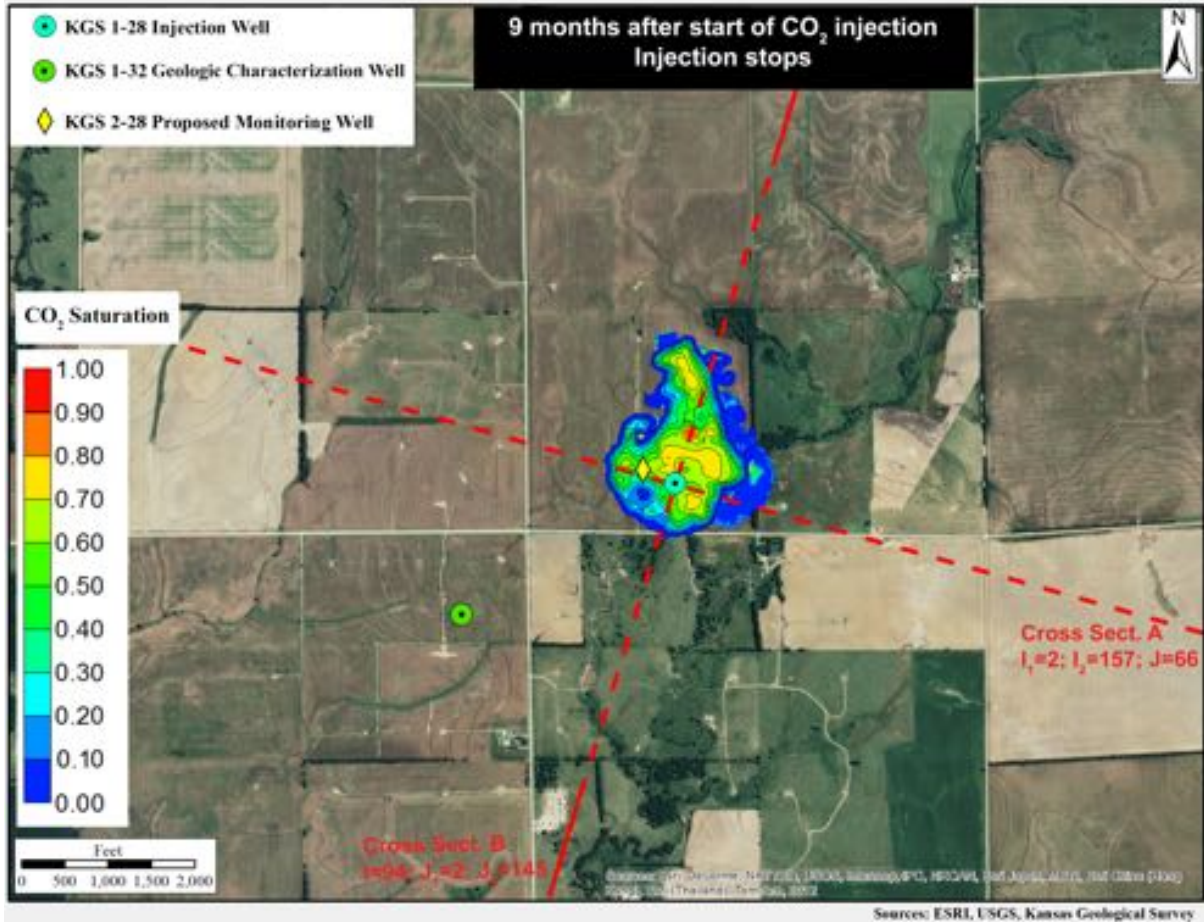 KGS 1-28 Injection Well
KGS 1-32 Geologic Characterization Well
KGS 2-28 Proposed Monitoring Well
9 months after start of CO₂ injection
Injection stops
N
CO₂ Saturation
1.00
0.90
0.80
0.70
0.60
0.50
0.40
0.30
0.20
0.10
0.00
Cross Sect. A
I₁=2; I₂=157; J=66
Cross Sect. B
Feet
0 500 1,000 1,500 2,000
Sources: ESRI, USGS, Kansas Geological Survey